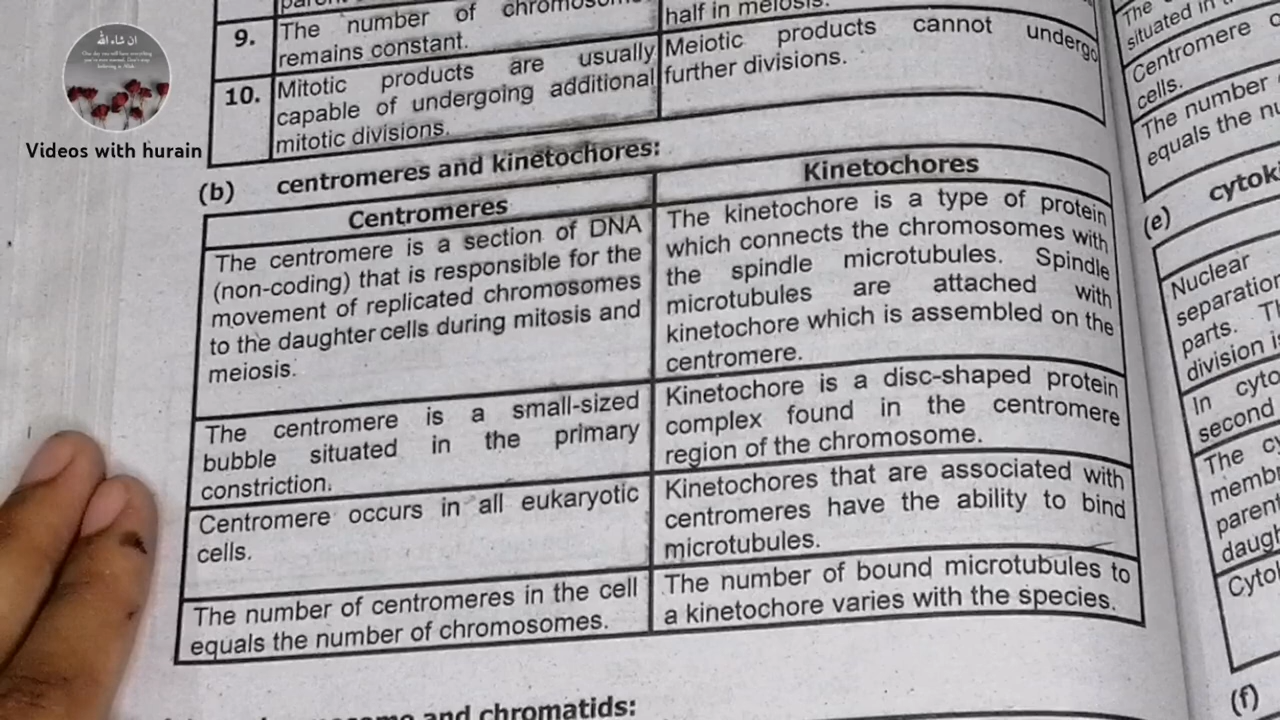 ان شاء الله
Videos with hurain
9. The number of chromosome
remains constant.
half in meiosis.
10. Mitotic products are usually
capable of undergoing additional
mitotic divisions.
Meiotic products cannot undergo
further divisions.
(b) centromeres and kinetochores:
Centromeres
The centromere is a section of DNA
(non-coding) that is responsible for the
movement of replicated chromosomes
to the daughter cells during mitosis and
meiosis.
Kinetochores
The kinetochore is a type of protein
which connects the chromosomes with
the spindle microtubules. Spindle
microtubules are attached with
kinetochore which is assembled on the
centromere.
The centromere is a small-sized
bubble situated in the primary
constriction.
Kinetochore is a disc-shaped protein
complex found in the centromere
region of the chromosome.
Centromere occurs in all eukaryotic
cells.
Kinetochores that are associated with
centromeres have the ability to bind
microtubules.
The number of centromeres in the cell
equals the number of chromosomes.
The number of bound microtubules to
a kinetochore varies with the species.
and chromatids:
The
situated in
Centromere
cells.
The number
equals the
(e)
Nuclear
separation
parts.
division
In
second
The
(f)